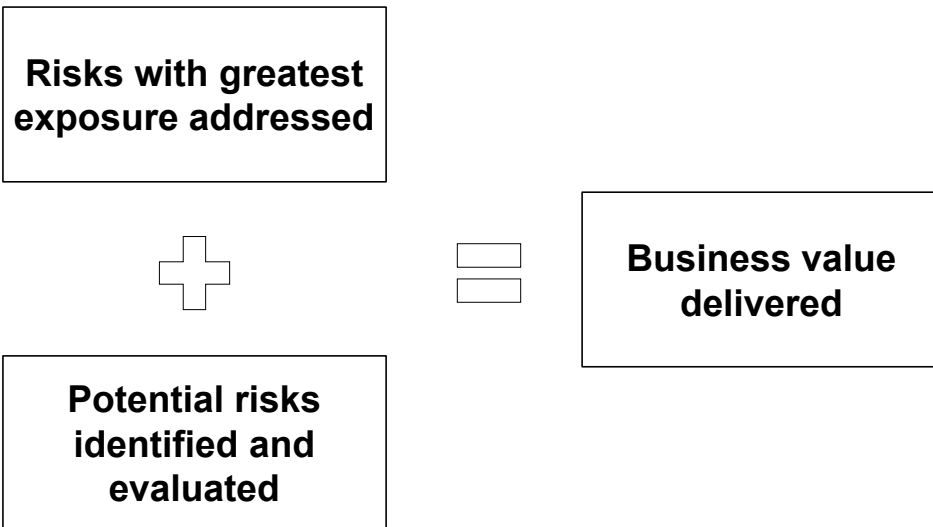 Risks with greatest
exposure addressed
Business value
delivered
Potential risks
identified and
evaluated